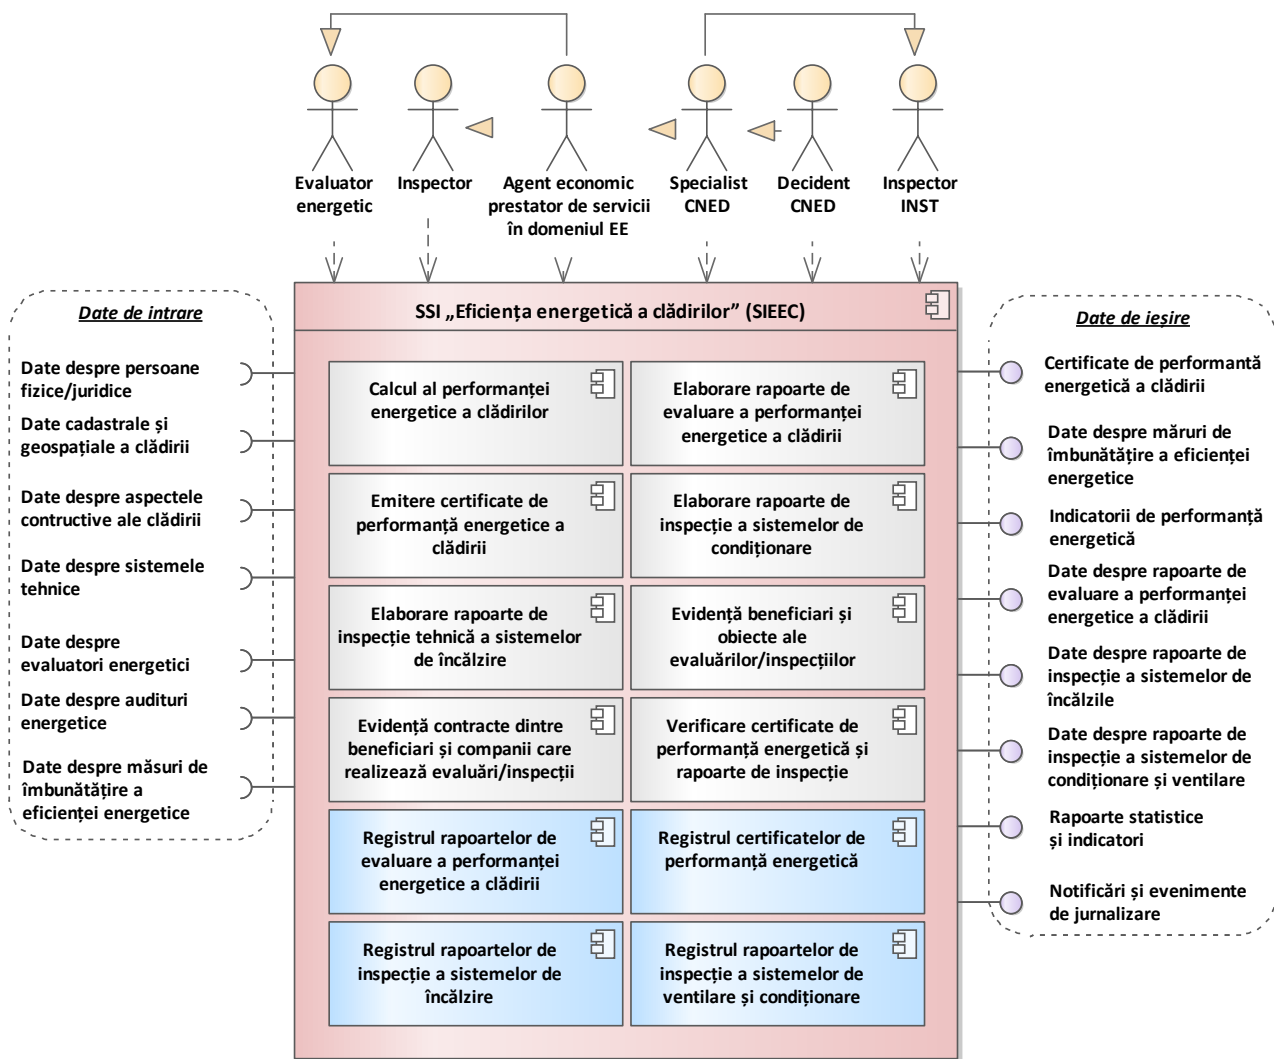 Evaluator
energetic
Inspector
Agent economic
prestator de servicii
în domeniul EE
Specialist
CNED
Decident
CNED
Inspector
INST
Date de intrare
Date despre persoane
fizice/juridice
Date cadastrale și
geospațiale a clădirii
Date despre aspectele
contructive ale clădirii
Date despre sistemele
tehnice
Date despre
evaluatori energetici
Date despre audituri
energetice
Date despre măsuri de
îmbunătățire a
eficienței energetice
SSI „Eficiența energetică a clădirilor” (SIEEC)
Calcul al performanței
energetice a clădirilor
Elaborare rapoarte de
evaluare a performanței
energetice a clădirii
Emitere certificate de
performanță energetice a
clădirii
Elaborare rapoarte de
inspecție a sistemelor de
condiționare
Elaborare rapoarte de
inspecție tehnică a sistemelor
de încălzire
Evidență beneficiari și
obiecte ale
evaluărilor/inspecțiilor
Evidență contracte dintre
beneficiari și companii care
realizează evaluări/inspecții
Verificare certificate de
performanță energetică și
rapoarte de inspecție
Registrul rapoartelor de
evaluare a performanței
energetice a clădirii
Registrul certificatelor de
performanță energetică
Registrul rapoartelor de
inspecție a sistemelor de
încălzire
Registrul rapoartelor de
inspecție a sistemelor de
ventilare și condiționare
Date de ieșire
Certificate de performantă
energetică a clădirii
Date despre măruri de
îmbunătățire a eficienței
energetice
Indicatorii de performanță
energetică
Date despre rapoarte de
evaluare a performanței
energetice a clădirii
Date despre rapoarte de
inspecție a sistemelor de
încălzile
Date despre rapoarte de
inspecție a sistemelor de
condiționare și ventilare
Rapoarte statistice
și indicatori
Notificări și evenimente
de jurnalizare